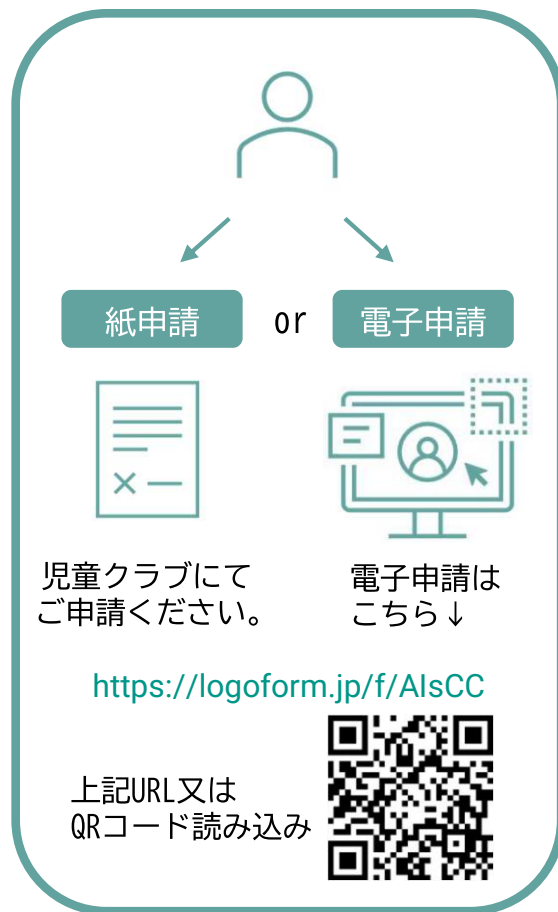 紙申請 or 電子申請
児童クラブにて
ご申請ください。
電子申請は
こちら↓
https://logoform.jp/f/AIsCC
上記URL又は
QRコード読み込み